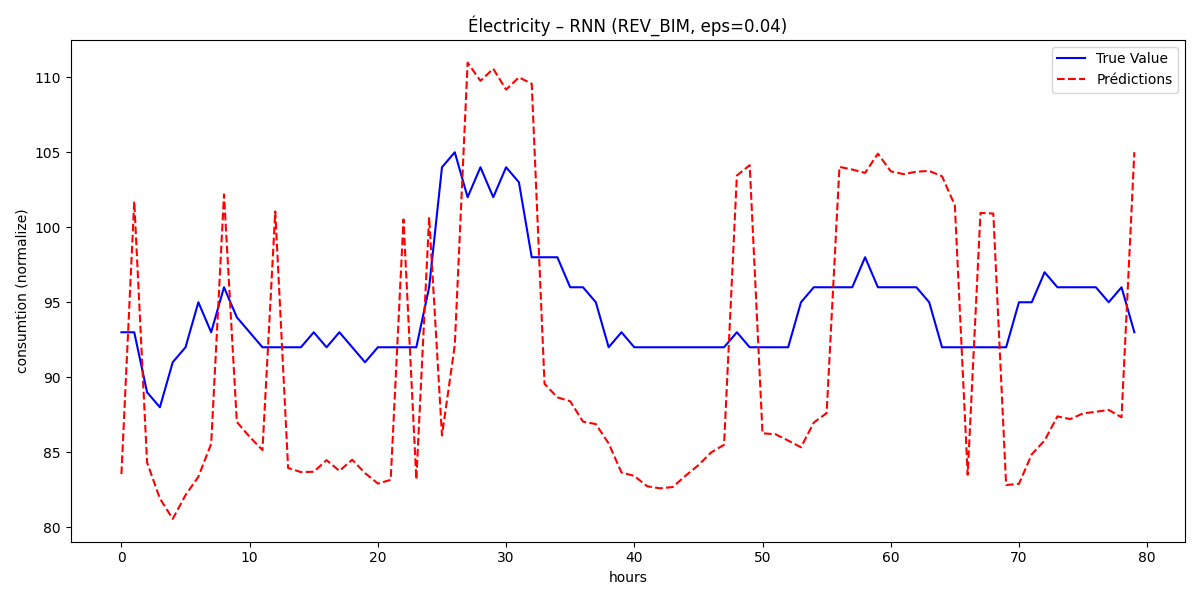 Électricity – RNN (REV_BIM, eps=0.04)
True Value
Prédictions
consumtion (normalize)
110
105
100
95
90
85
80
0 10 20 30 40 50 60 70 80
hours